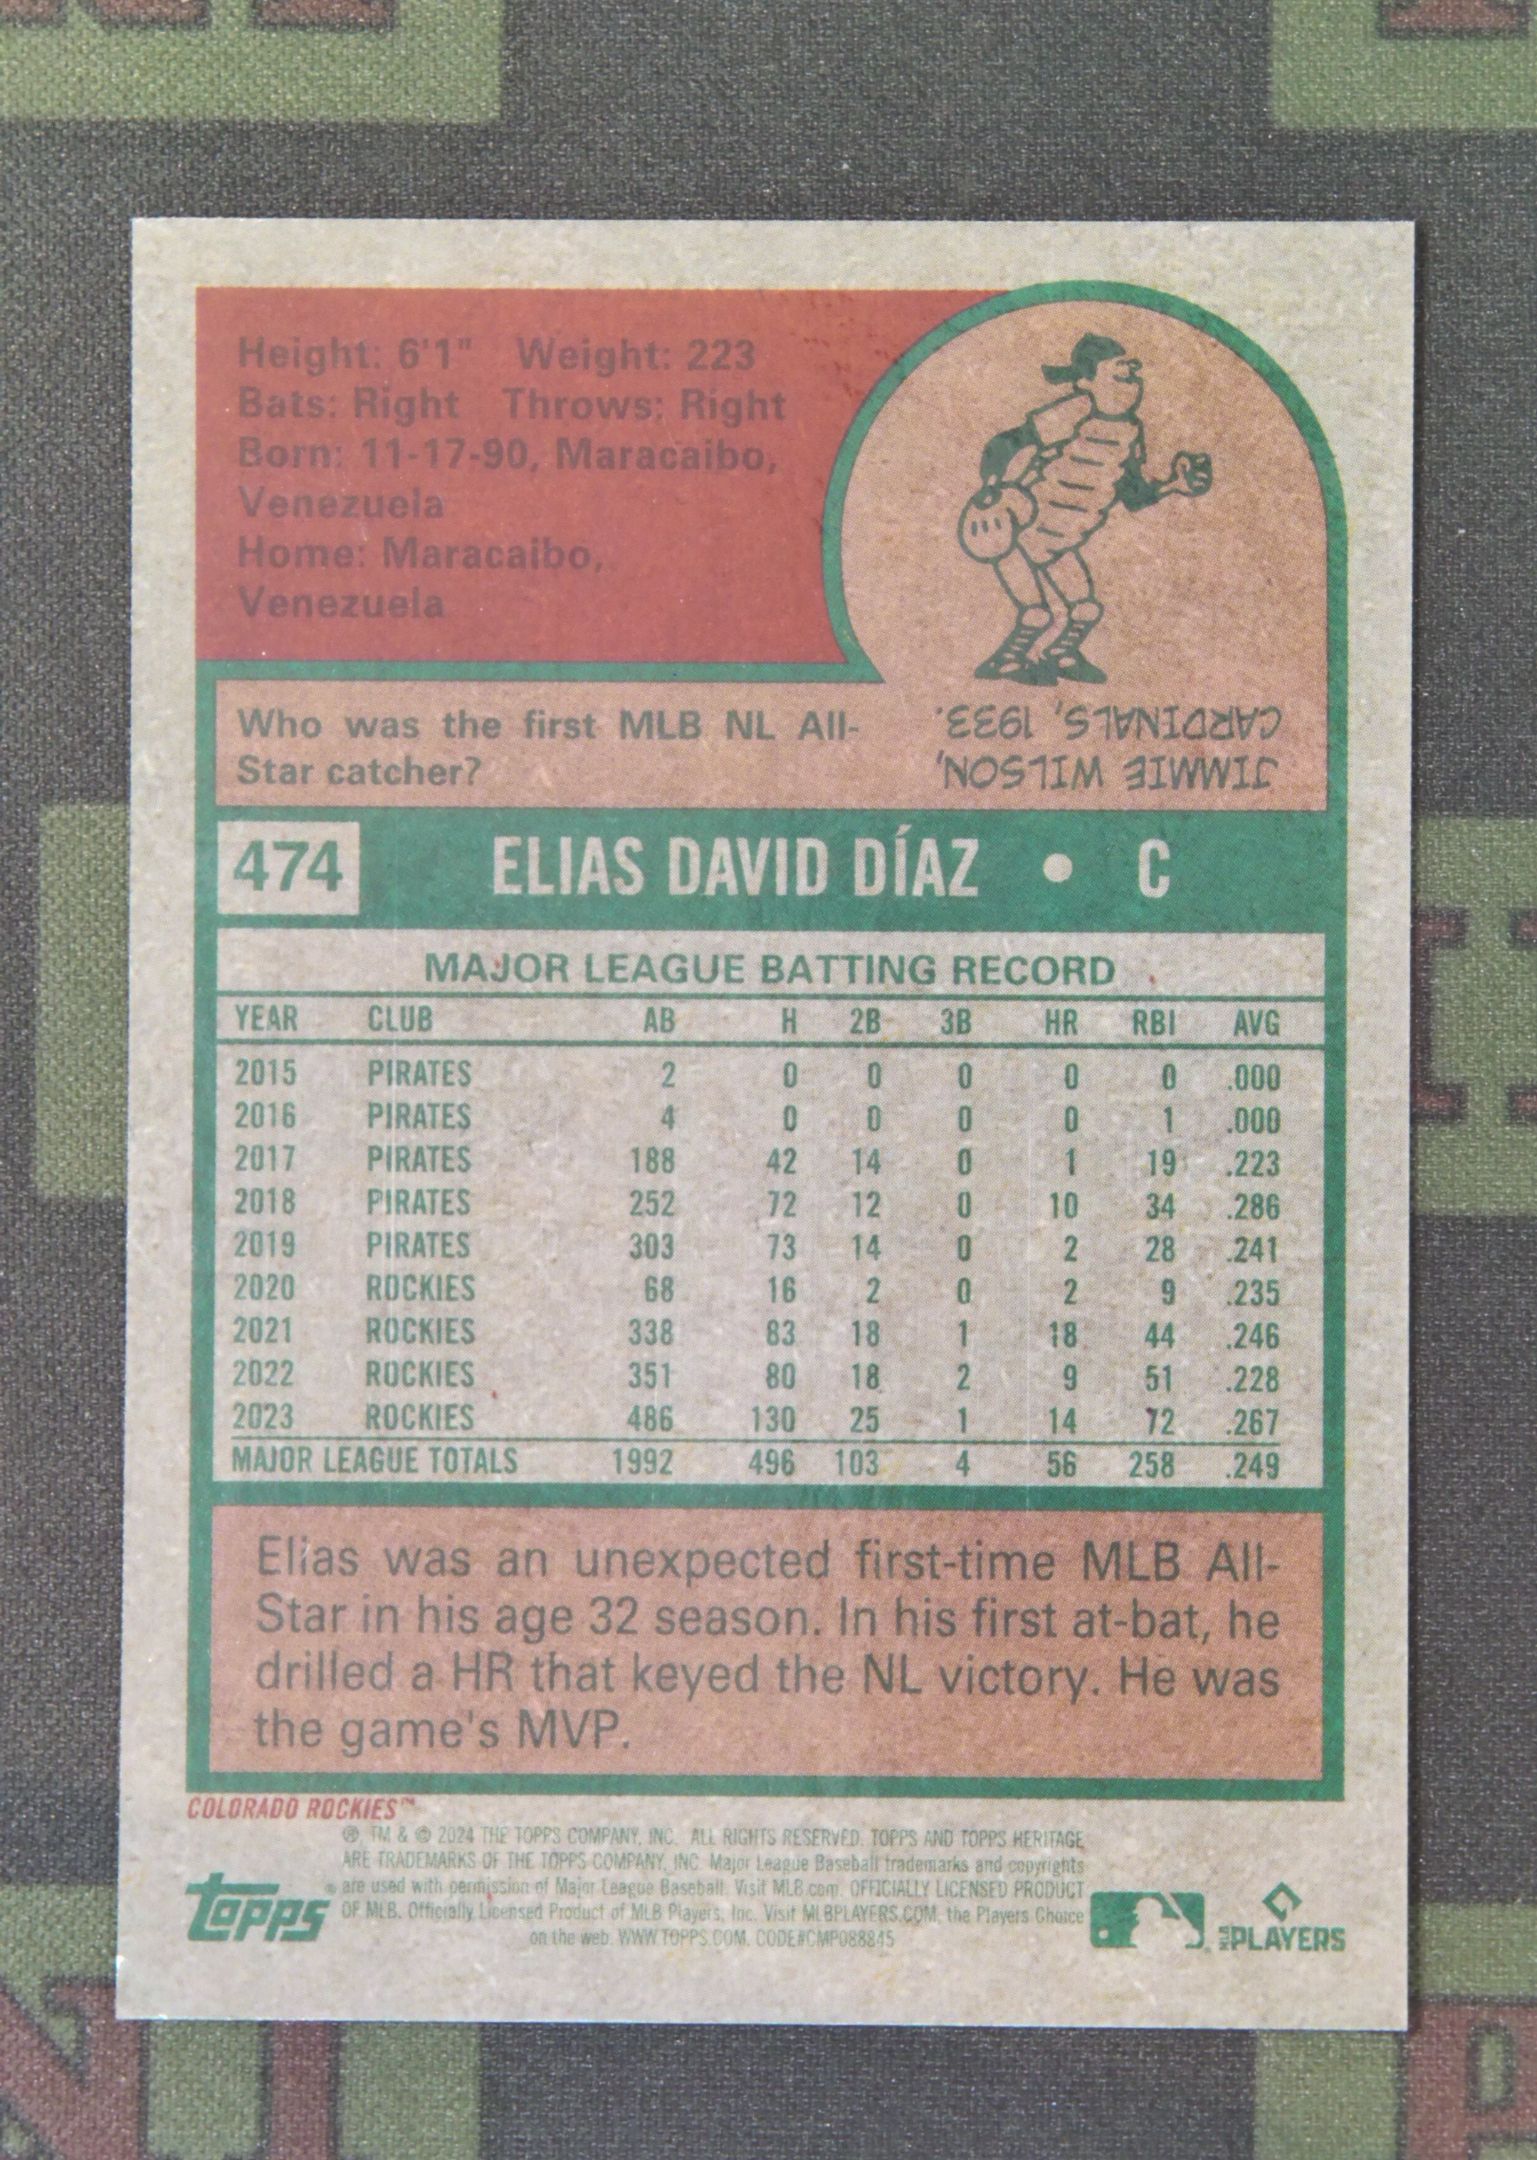 Height: 6'1" Weight: 223
Bats: Right Throws: Right
Born: 11-17-90, Maracaibo,
Venezuela
Home: Maracaibo,
Venezuela
Who was the first MLB NL All-
Star catcher?
JIMMIE WILSON,
CARDINALS, 1933.
474 ELIAS DAVID DÍAZ • C
MAJOR LEAGUE BATTING RECORD
YEAR CLUB AB H 2B 3B HR RBI AVG
2015 PIRATES 2 0 0 0 0 0 .000
2016 PIRATES 4 0 0 0 0 1 .000
2017 PIRATES 188 42 14 0 1 19 .223
2018 PIRATES 252 72 12 0 10 34 .286
2019 PIRATES 303 73 14 0 2 28 .241
2020 ROCKIES 68 16 2 0 2 9 .235
2021 ROCKIES 338 83 18 1 18 44 .246
2022 ROCKIES 351 80 18 2 9 51 .228
2023 ROCKIES 486 130 25 1 14 72 .267
MAJOR LEAGUE TOTALS 1992 496 103 4 56 258 .249
Elias was an unexpected first-time MLB All-
Star in his age 32 season. In his first at-bat, he
drilled a HR that keyed the NL victory. He was
the game's MVP.
COLORADO ROCKIES™
®, TM & © 2024 THE TOPPS COMPANY, INC. ALL RIGHTS RESERVED. TOPPS AND TOPPS HERITAGE
ARE TRADEMARKS OF THE TOPPS COMPANY, INC. Major League Baseball trademarks and copyrights
are used with permission of Major League Baseball. Visit MLB.com. OFFICIALLY LICENSED PRODUCT
OF MLB. Officially Licensed Product of MLB Players, Inc. Visit MLBPLAYERS.COM, the Players Choice
on the web. WWW.TOPPS.COM. CODE#CMP088845
topps®
MLB PLAYERS